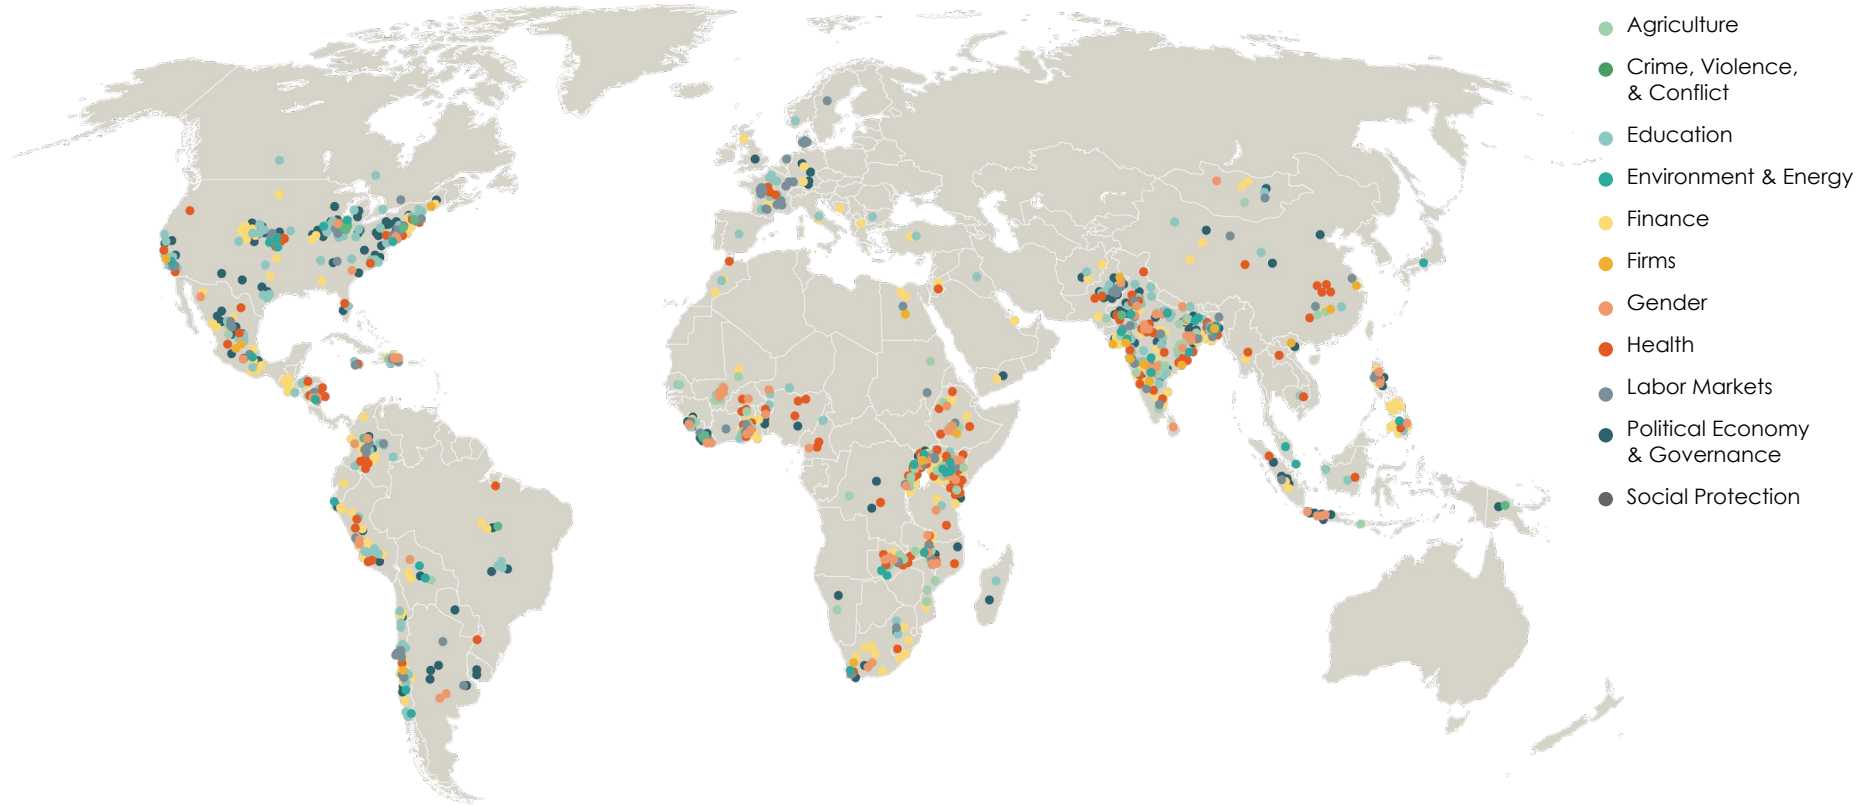 Agriculture
Crime, Violence,
& Conflict
Education
Environment & Energy
Finance
Firms
Gender
Health
Labor Markets
Political Economy
& Governance
Social Protection